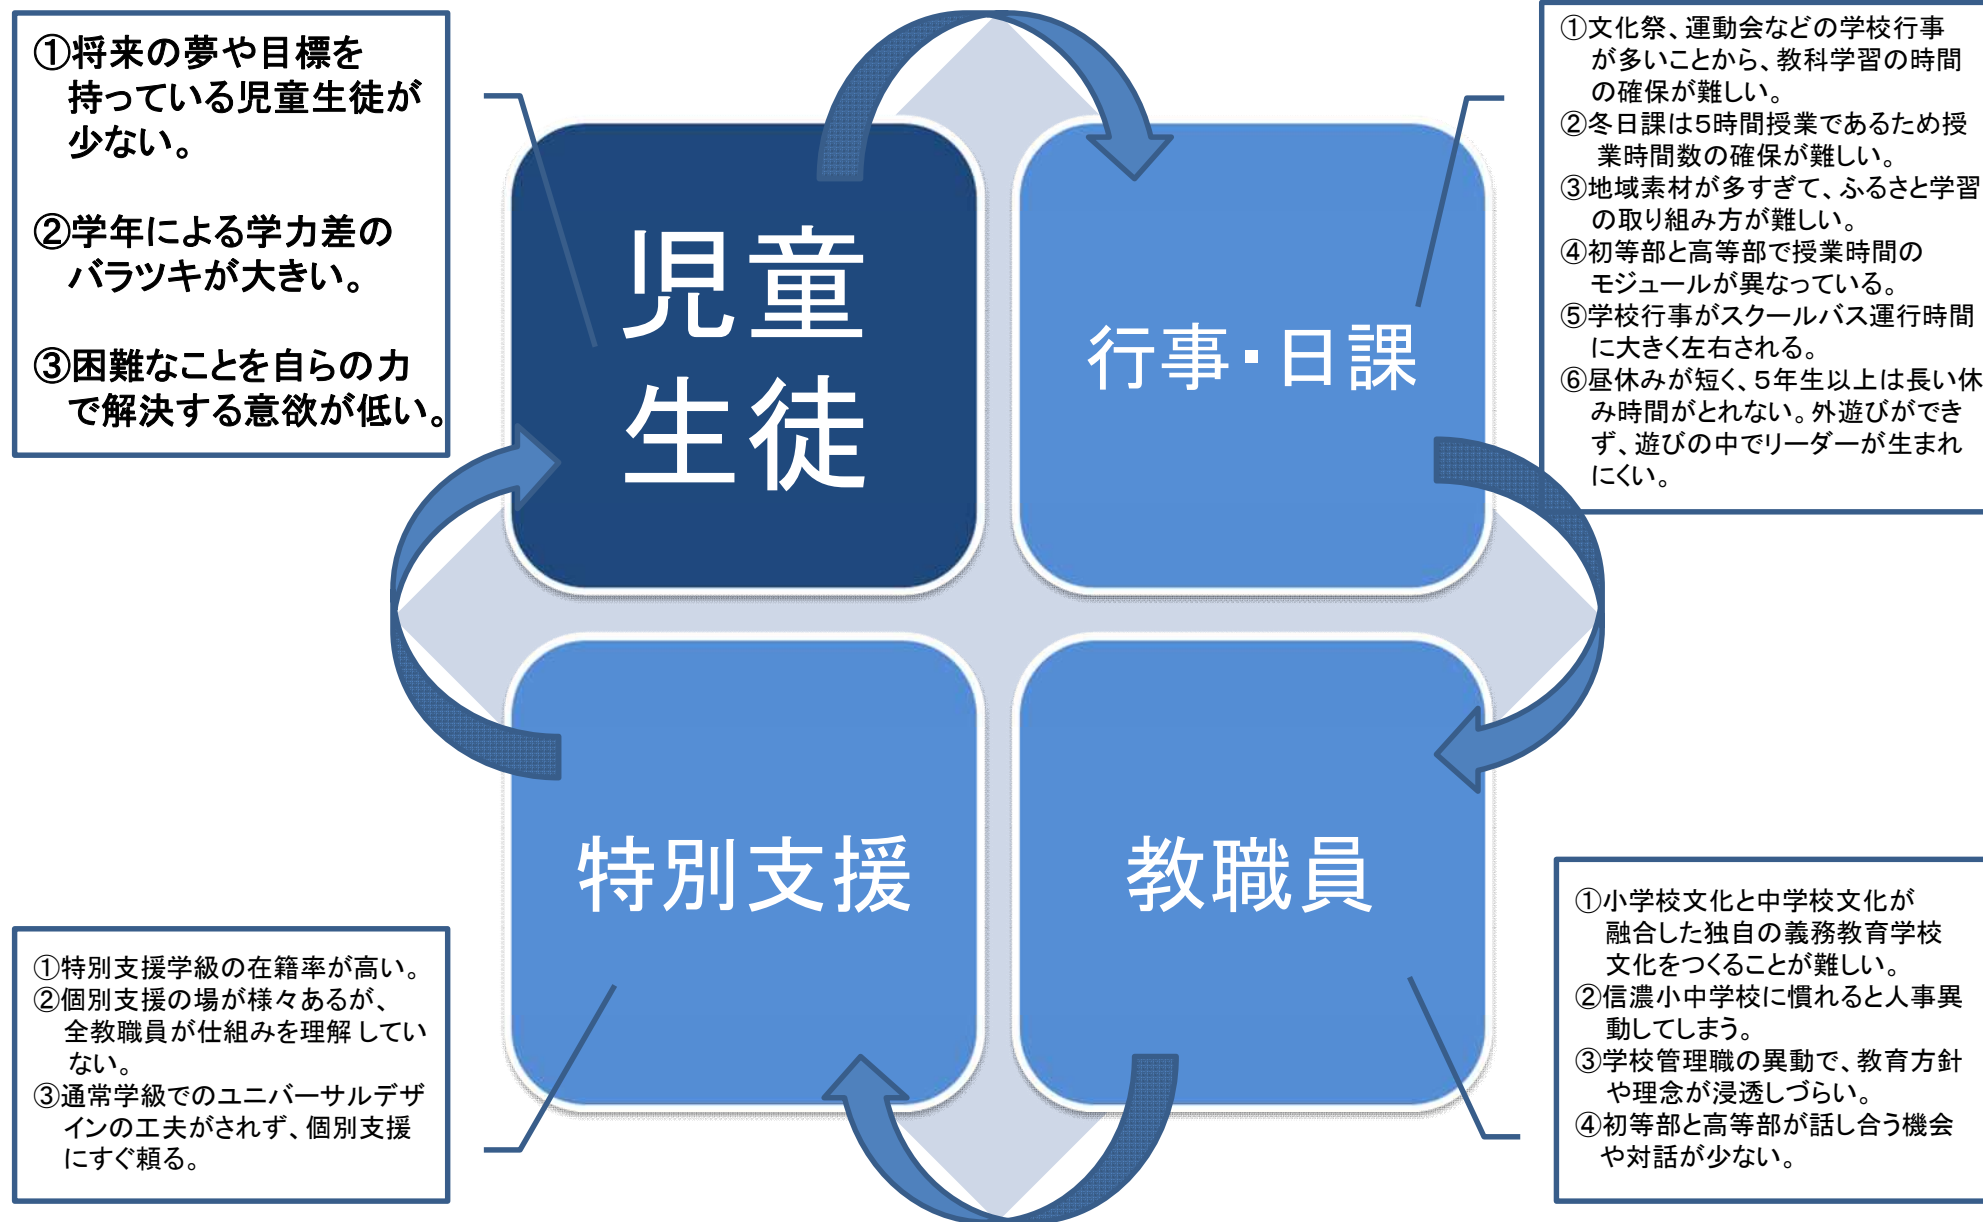 ①将来の夢や目標を
持っている児童生徒が
少ない。
②学年による学力差の
バラツキが大きい。
③困難なことを自らの力
で解決する意欲が低い。
児童
生徒
行事・日課
①文化祭、運動会などの学校行事
が多いことから、教科学習の時間
の確保が難しい。
②冬日課は5時間授業であるため授
業時間数の確保が難しい。
③地域素材が多すぎて、ふるさと学習
の取り組み方が難しい。
④初等部と高等部で授業時間の
モジュールが異なっている。
⑤学校行事がスクールバス運行時間
に大きく左右される。
⑥昼休みが短く、5年生以上は長い休
み時間がとれない。外遊びができ
ず、遊びの中でリーダーが生まれ
にくい。
特別支援
教職員
①特別支援学級の在籍率が高い。
②個別支援の場が様々あるが、
全教職員が仕組みを理解してい
ない。
③通常学級でのユニバーサルデザ
インの工夫がされず、個別支援
にすぐ頼る。
①小学校文化と中学校文化が
融合した独自の義務教育学校
文化をつくることが難しい。
②信濃小中学校に慣れると人事異
動してしまう。
③学校管理職の異動で、教育方針
や理念が浸透しづらい。
④初等部と高等部が話し合う機会
や対話が少ない。